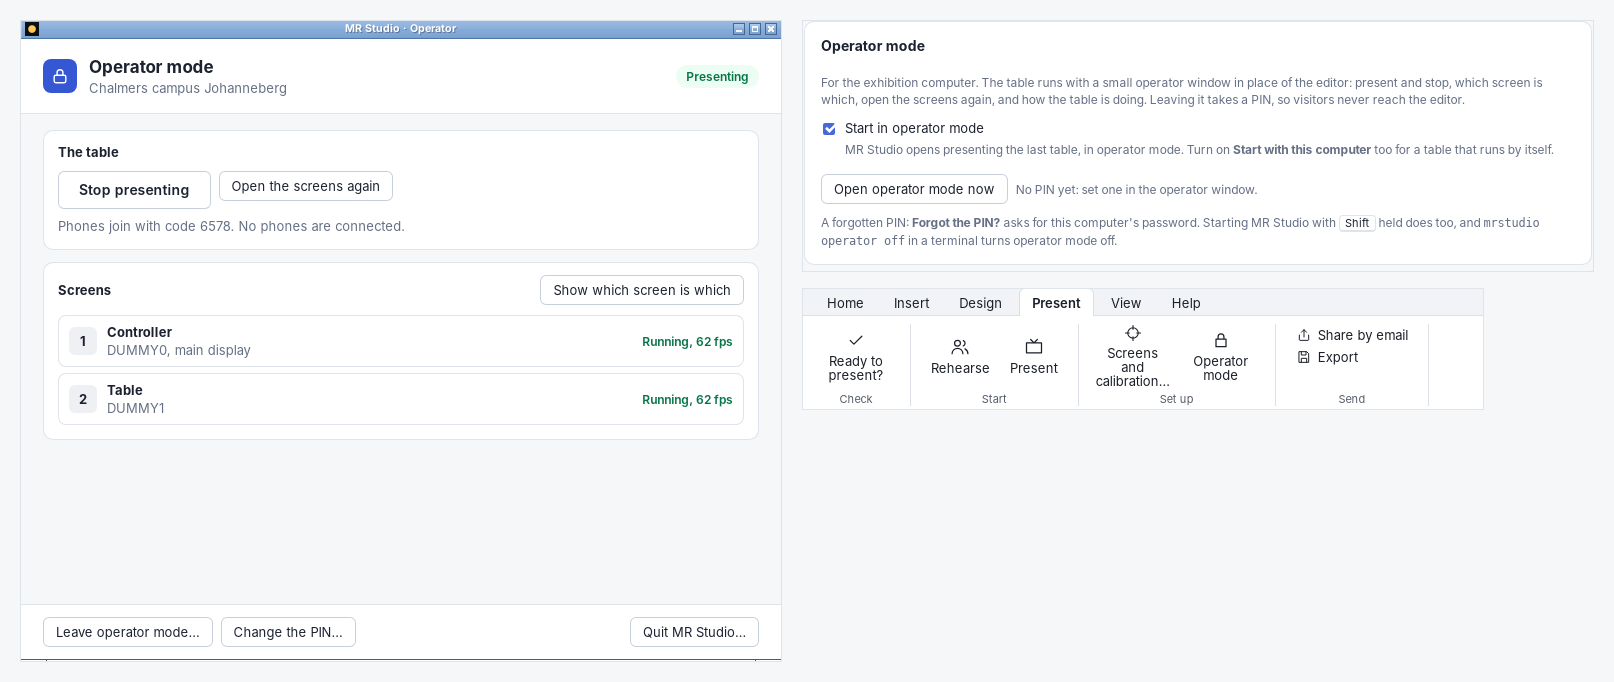 MR Studio · Operator
Operator mode
Chalmers campus Johanneberg
Presenting
The table
Stop presenting
Open the screens again
Phones join with code 6578. No phones are connected.
Screens
Show which screen is which
1
Controller
DUMMY0, main display
Running, 62 fps
2
Table
DUMMY1
Running, 62 fps
Leave operator mode...
Change the PIN...
Quit MR Studio...
Operator mode
For the exhibition computer. The table runs with a small operator window in place of the editor: present and stop, which screen is
which, open the screens again, and how the table is doing. Leaving it takes a PIN, so visitors never reach the editor.
Start in operator mode
MR Studio opens presenting the last table, in operator mode. Turn on Start with this computer too for a table that runs by itself.
Open operator mode now
No PIN yet: set one in the operator window.
A forgotten PIN: Forgot the PIN? asks for this computer's password. Starting MR Studio with Shift held does too, and mrstudio
operator off in a terminal turns operator mode off.
Home Insert Design Present View Help
Ready to
present?
Check
Rehearse
Present
Start
Screens
and
calibration...
Operator
mode
Set up
Share by email
Export
Send